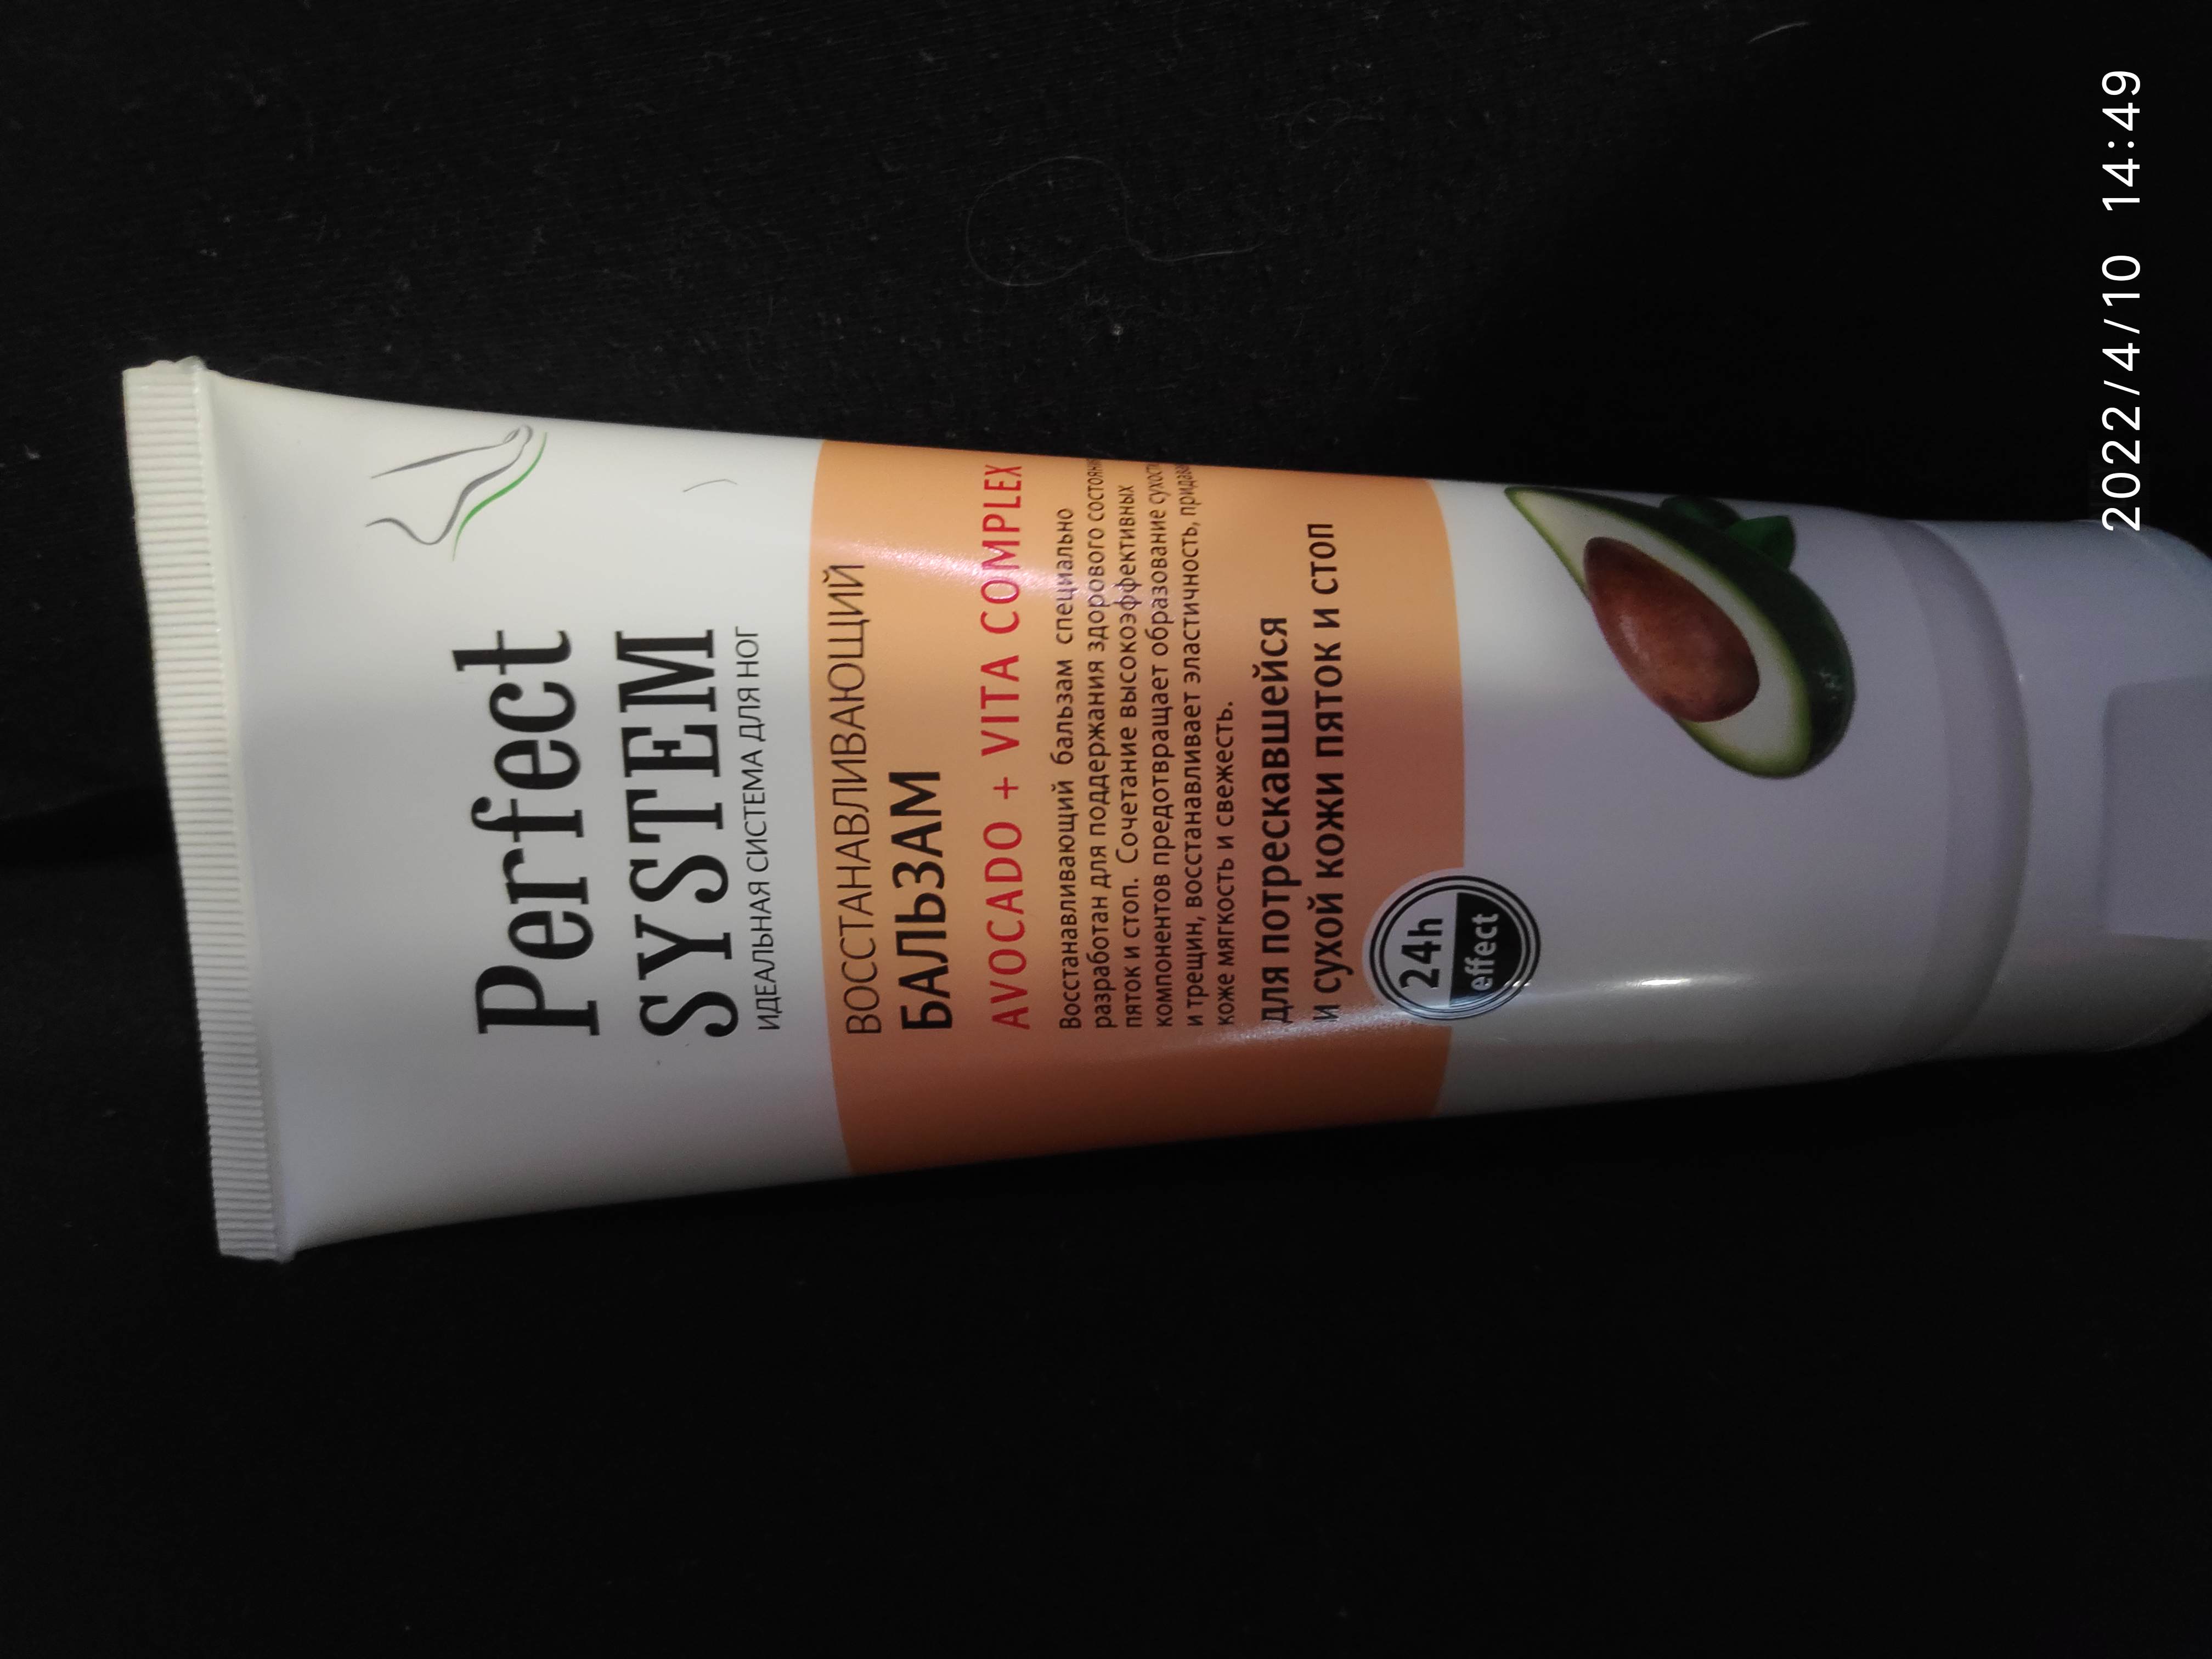 Perfect
SYSTEM
ИДЕАЛЬНАЯ СИСТЕМА ДЛЯ НОГ
ВОССТАНАВЛИВАЮЩИЙ
БАЛЬЗАМ
AVOCADO + VITA COMPLEX
Восстанавливающий бальзам специально
разработан для поддержания здорового
пяток и стоп. Сочетание высокоэффективных
компонентов предотвращает образование
и трещин, восстанавливает эластичность,
коже мягкость и свежесть.
для потрескавшейся
и сухой кожи пяток и стоп
24h
effect
2022/4/10 14:49